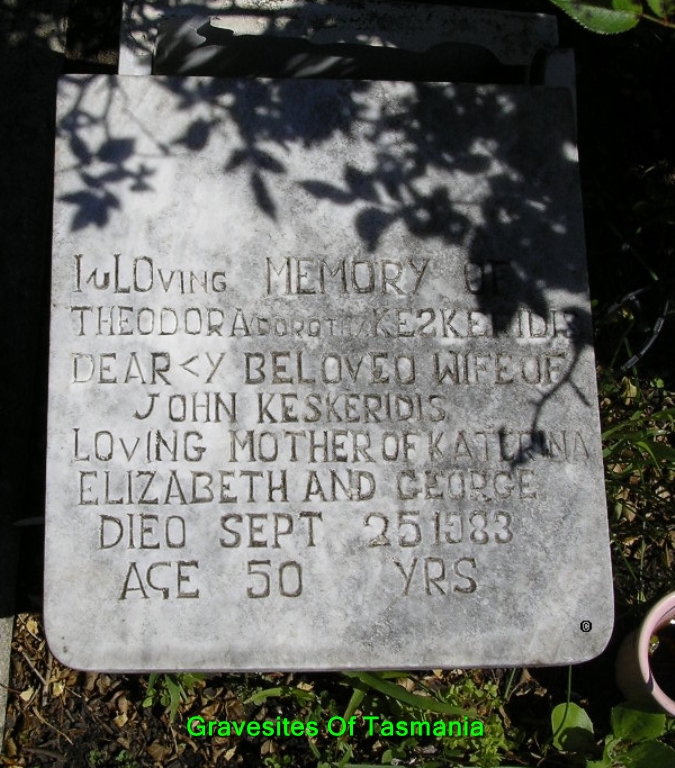 IN LOVING MEMORY OF
THEODORA DOROTHY KESKERIDIS
DEARLY BELOVED WIFE OF
JOHN KESKERIDIS
LOVING MOTHER OF KATERINA
ELIZABETH AND GEORGE
DIED SEPT 25 1983
AGE 50 YRS
©
Gravesites Of Tasmania